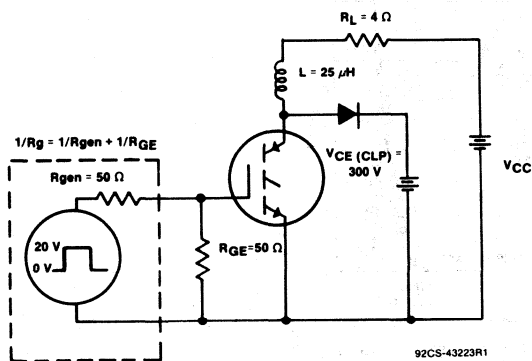 R_L = 4 Ω
L = 25 μH
1/Rg = 1/Rgen + 1/R_GE
Rgen = 50 Ω
V_CE (CLP) =
300 V
V_CC
20 V
0 V
R_GE=50 Ω
92CS-43223R1